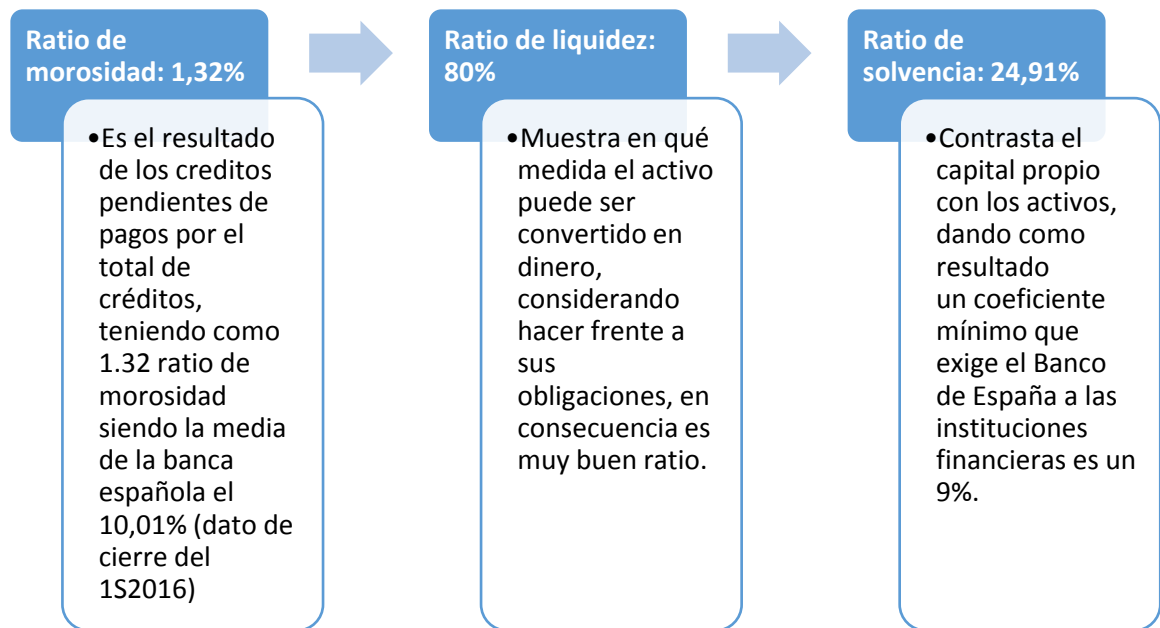 Ratio de
morosidad: 1,32%
•Es el resultado
de los creditos
pendientes de
pagos por el
total de
créditos,
teniendo como
1.32 ratio de
morosidad
siendo la media
de la banca
española el
10,01% (dato de
cierre del
1S2016)
Ratio de liquidez:
80%
•Muestra en qué
medida el activo
puede ser
convertido en
dinero,
considerando
hacer frente a
sus
obligaciones, en
consecuencia es
muy buen ratio.
Ratio de
solvencia: 24,91%
•Contrasta el
capital propio
con los activos,
dando como
resultado
un coeficiente
mínimo que
exige el Banco
de España a las
instituciones
financieras es un
9%.